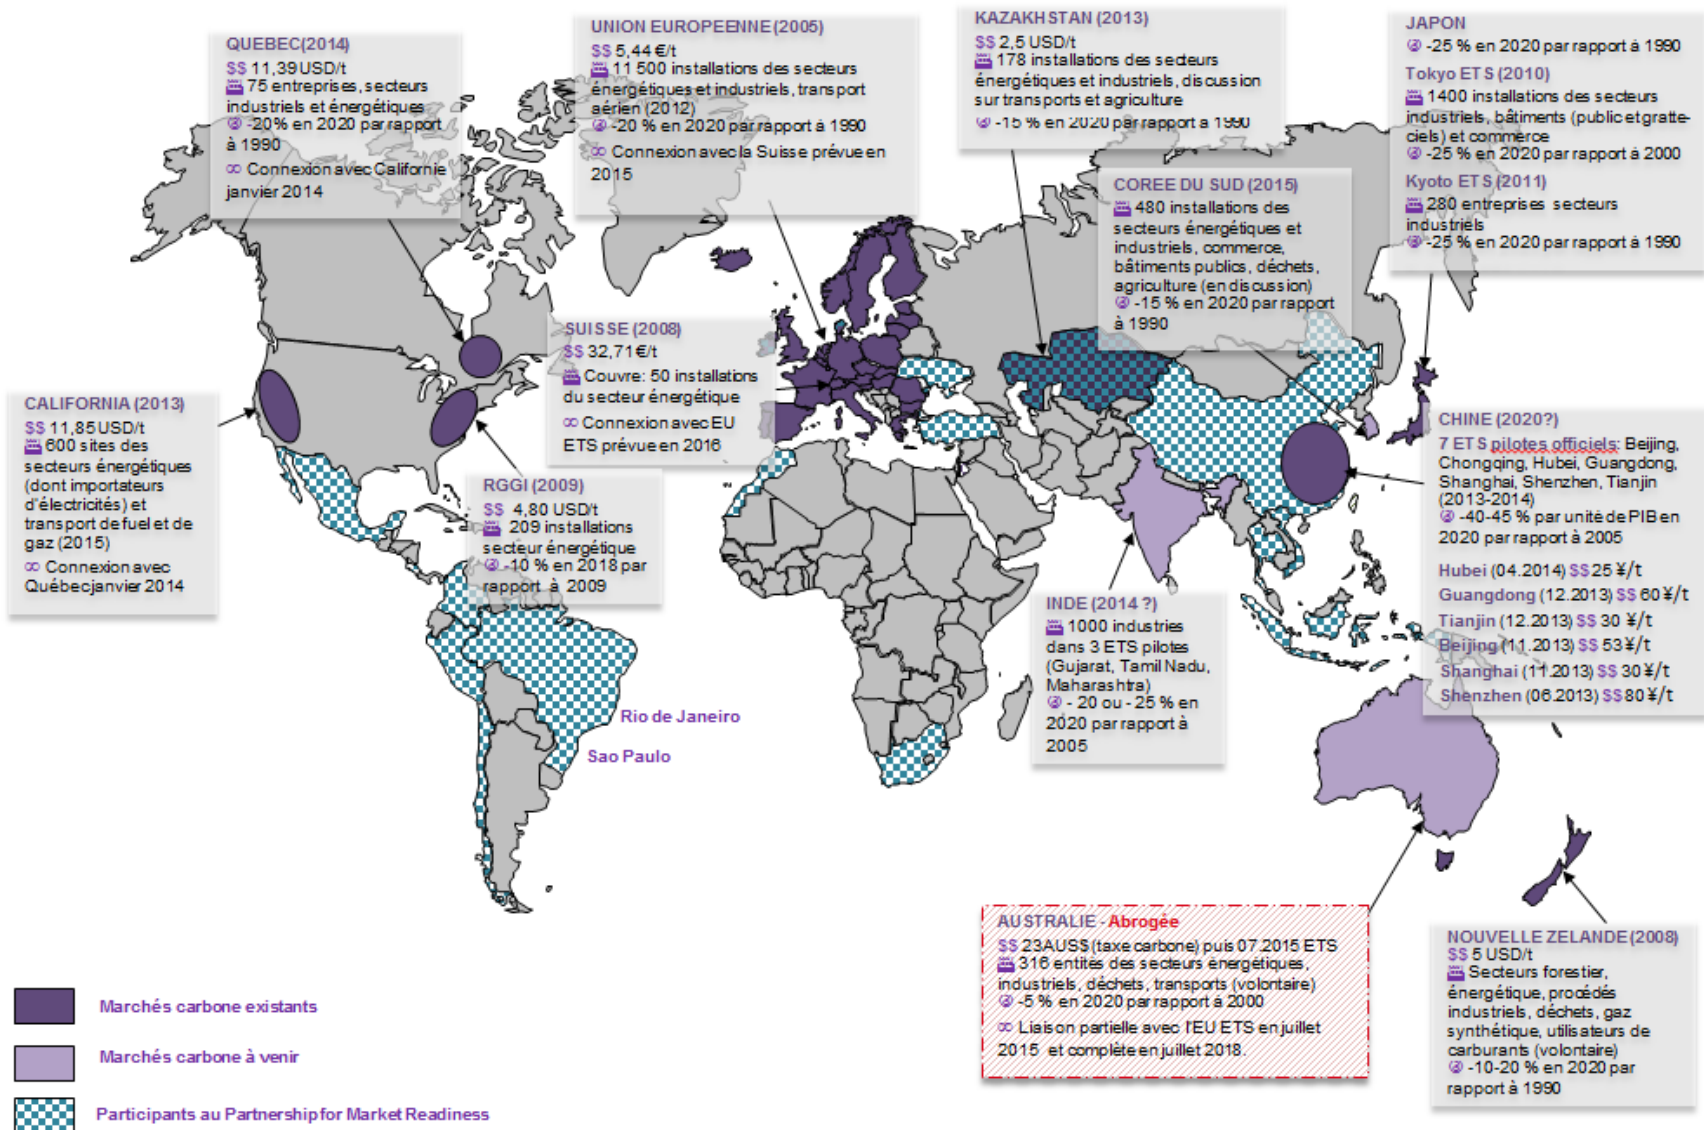 QUEBEC(2014)
$$ 11,39USD/t
75 entreprises, secteurs
industriels et énergétiques
-20% en 2020 par rapport
à 1990
∞ Connexion avec Californie
janvier 2014
UNION EUROPEENNE (2005)
$$ 5,44 €/t
11 500 installations des secteurs
énergétiques et industriels, transport
aérien (2012)
-20 % en 2020 par rapport à 1990
∞ Connexion avec la Suisse prévue en
2015
KAZAKHSTAN (2013)
$$ 2,5 USD/t
178 installations des secteurs
énergétiques et industriels, discussion
sur transports et agriculture
-15 % en 2020 par rapport à 1990
JAPON
-25 % en 2020 par rapport à 1990
Tokyo ETS (2010)
1400 installations des secteurs
industriels, bâtiments (public et gratte-
ciels) et commerce
-25 % en 2020 par rapport à 2000
Kyoto ETS (2011)
280 entreprises secteurs
industriels
-25 % en 2020 par rapport à 1990
COREE DU SUD (2015)
480 installations des
secteurs énergétiques et
industriels, commerce,
bâtiments publics, déchets,
agriculture (en discussion)
-15 % en 2020 par rapport
à 1990
SUISSE (2008)
$$ 32,71€/t
Couvre: 50 installations
du secteur énergétique
∞ Connexion avec EU
ETS prévue en 2016
CALIFORNIA (2013)
$$ 11,85USD/t
600 sites des
secteurs énergétiques
(dont importateurs
d'électricités) et
transport de fuel et de
gaz (2015)
∞ Connexion avec
Québec janvier 2014
RGGI (2009)
$$ 4,80 USD/t
209 installations
secteur énergétique
-10 % en 2018 par
rapport à 2009
CHINE (2020?)
7 ETS pilotes officiels: Beijing,
Chongqing, Hubei, Guangdong,
Shanghai, Shenzhen, Tianjin
(2013-2014)
-40-45 % par unité de PIB en
2020 par rapport à 2005
Hubei (04.2014) $$ 25 ¥/t
Guangdong (12.2013) $$ 60 ¥/t
Tianjin (12.2013) $$ 30 ¥/t
Beijing (11.2013) $$ 53 ¥/t
Shanghai (11.2013) $$ 30 ¥/t
Shenzhen (06.2013) $$ 80 ¥/t
INDE (2014 ?)
1000 industries
dans 3 ETS pilotes
(Gujarat, Tamil Nadu,
Maharashtra)
- 20 ou - 25 % en
2020 par rapport à
2005
Rio de Janeiro
Sao Paulo
AUSTRALIE - Abrogée
$$ 23AUS$ (taxe carbone) puis 07.2015 ETS
316 entités des secteurs énergétiques,
industriels, déchets, transports (volontaire)
-5 % en 2020 par rapport à 2000
∞ Liaison partielle avec l'EU ETS en juillet
2015 et complète en juillet 2018.
NOUVELLE ZELANDE (2008)
$$ 5 USD/t
Secteurs forestier,
énergétique, procédés
industriels, déchets, gaz
synthétique, utilisateurs de
carburants (volontaire)
-10-20 % en 2020 par
rapport à 1990
Marchés carbone existants
Marchés carbone à venir
Participants au Partnership for Market Readiness